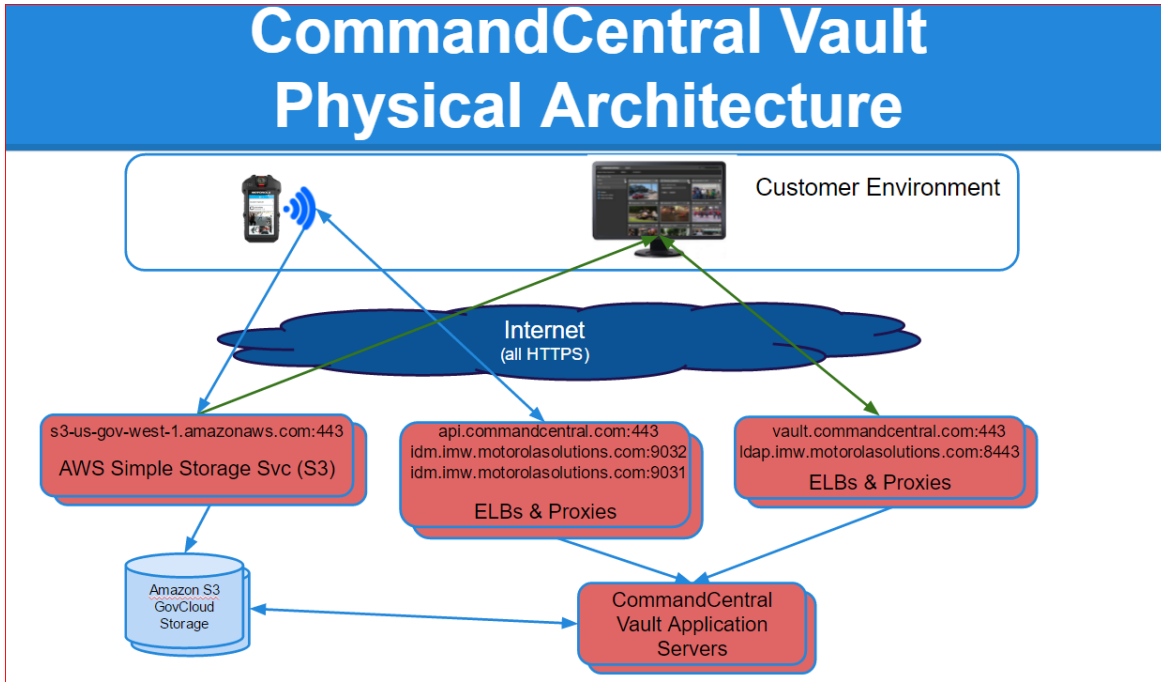 CommandCentral Vault
Physical Architecture
Customer Environment
Internet
(all HTTPS)
s3-us-gov-west-1.amazonaws.com:443
AWS Simple Storage Svc (S3)
api.commandcentral.com:443
idm.imw.motorolasolutions.com:9032
idm.imw.motorolasolutions.com:9031
ELBs & Proxies
vault.commandcentral.com:443
ldap.imw.motorolasolutions.com:8443
ELBs & Proxies
Amazon S3
GovCloud
Storage
CommandCentral
Vault Application
Servers